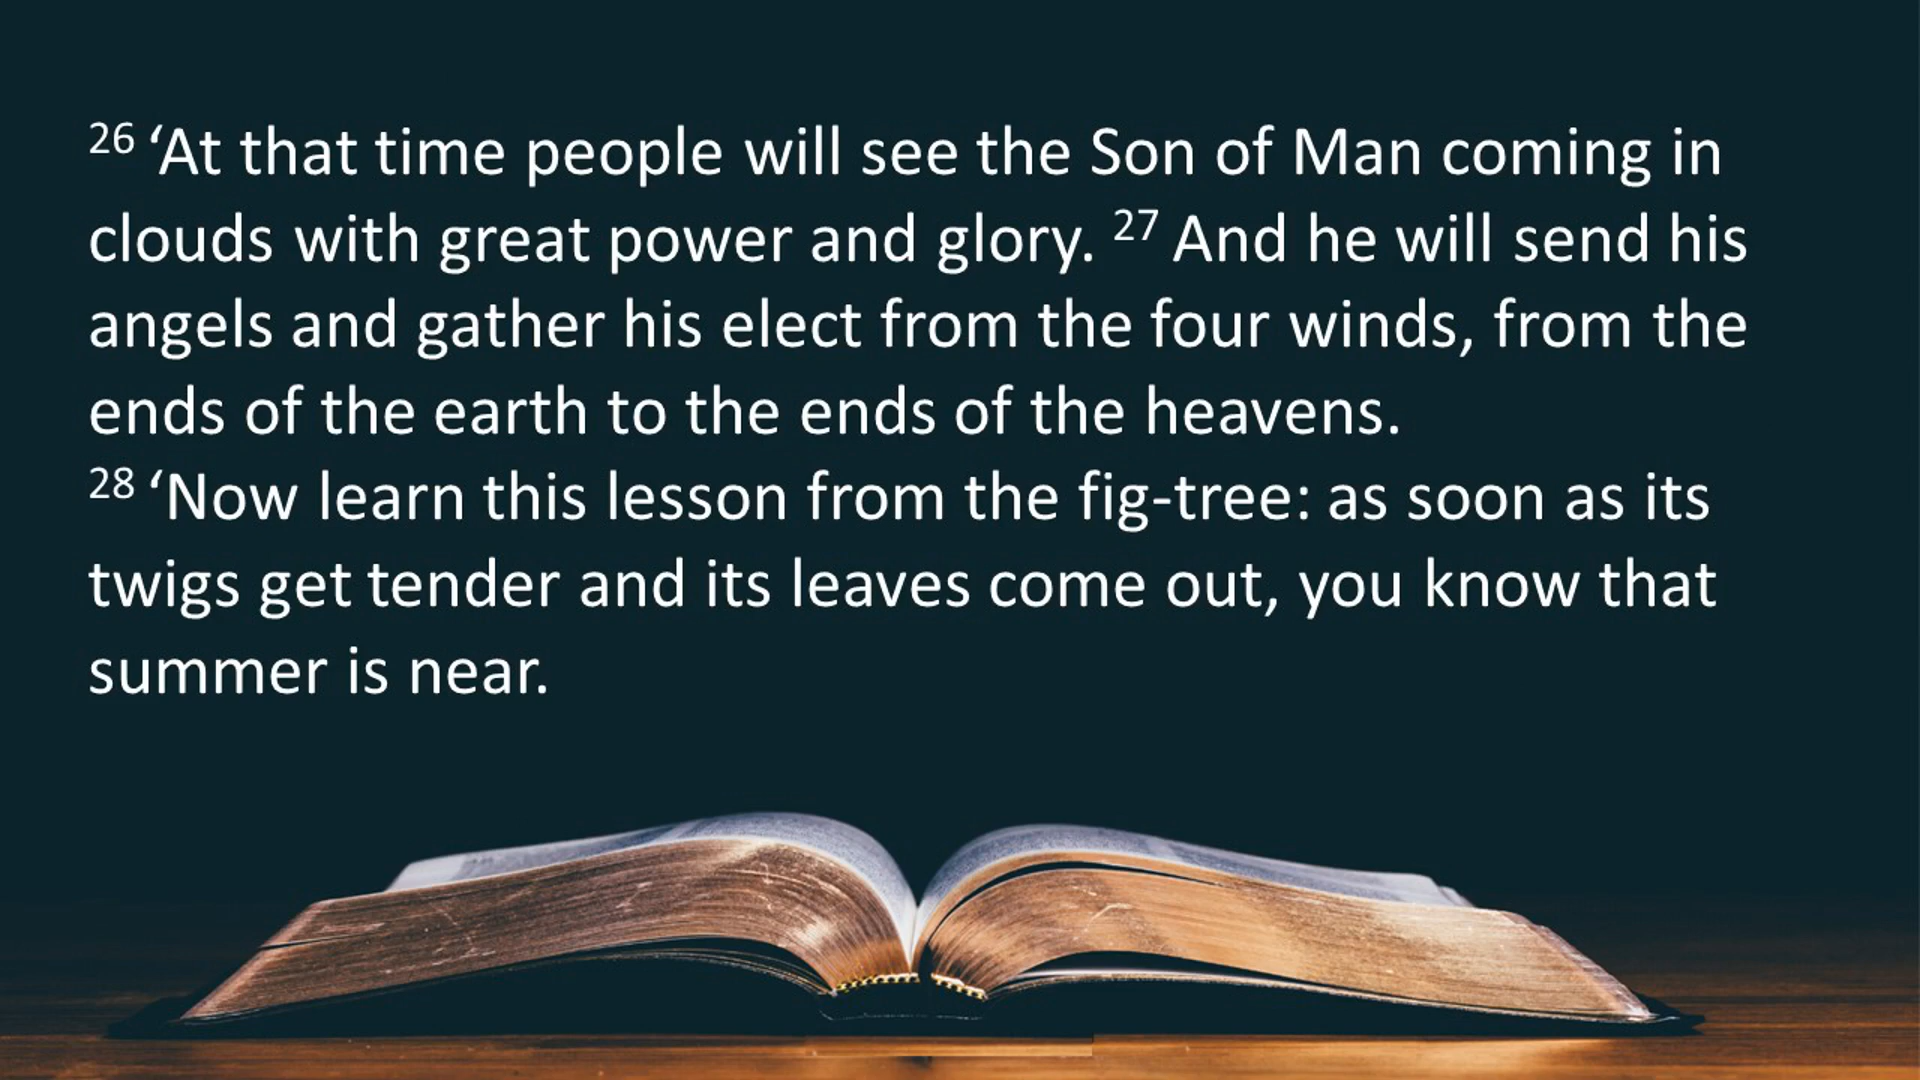 26 ‘At that time people will see the Son of Man coming in
clouds with great power and glory. 27 And he will send his
angels and gather his elect from the four winds, from the
ends of the earth to the ends of the heavens.
28 ‘Now learn this lesson from the fig-tree: as soon as its
twigs get tender and its leaves come out, you know that
summer is near.